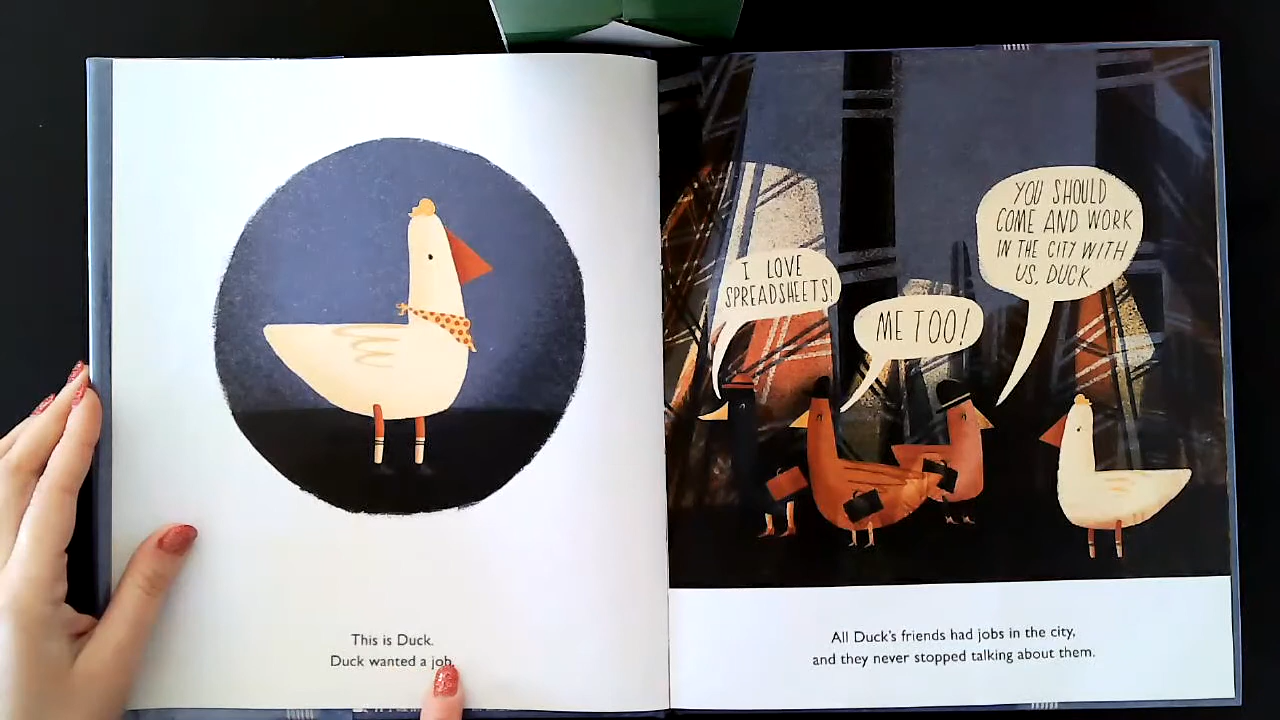 This is Duck.
Duck wanted a job.
I LOVE
SPREADSHEETS!
ME TOO!
YOU SHOULD
COME AND WORK
IN THE CITY WITH
US, DUCK.
All Duck's friends had jobs in the city,
and they never stopped talking about them.